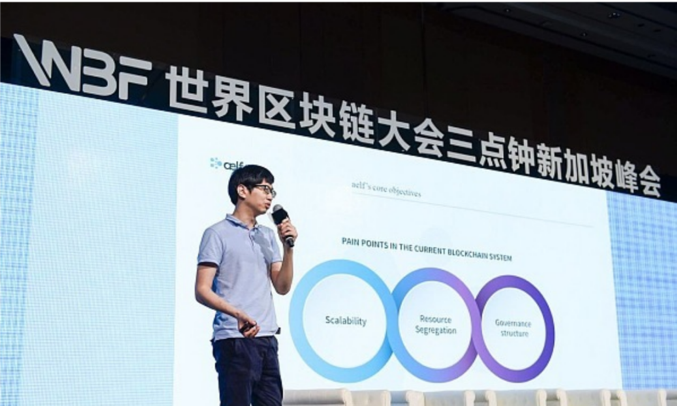 WBF 世界区块链大会三点钟新加坡峰会
aelf
aelf's core objectives
PAIN POINTS IN THE CURRENT BLOCKCHAIN SYSTEM
Scalability
Resource
Segregation
Governance
structure